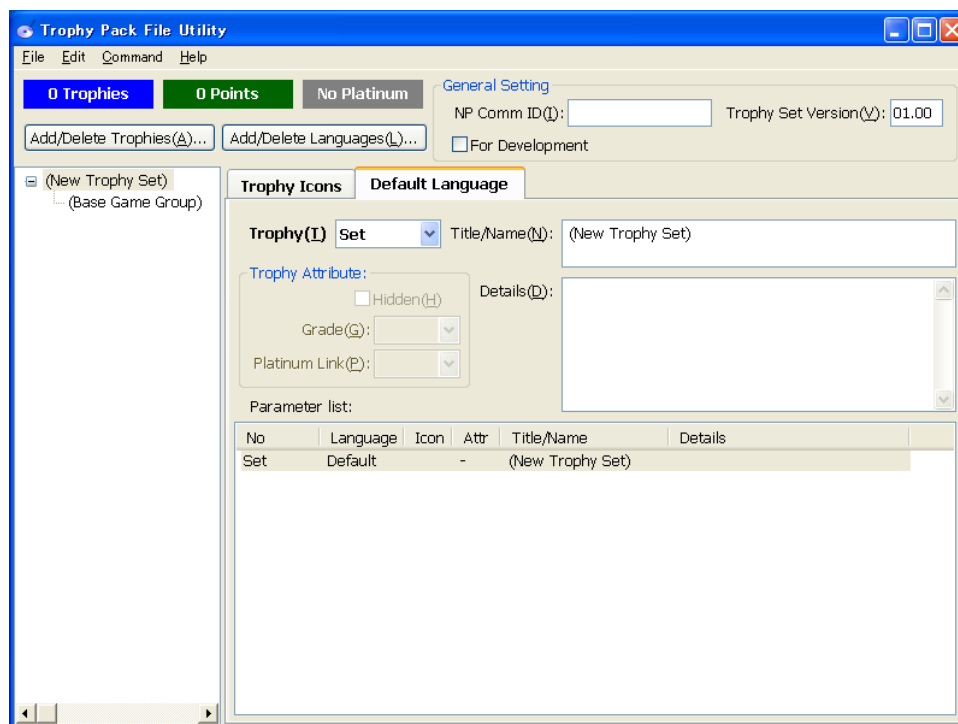 Trophy Pack File Utility
File Edit Command Help
0 Trophies 0 Points No Platinum
General Setting
NP Comm ID(I): Trophy Set Version(V): 01.00
Add/Delete Trophies(A)... Add/Delete Languages(L)...
For Development
(New Trophy Set)
(Base Game Group)
Trophy Icons Default Language
Trophy(T) Set Title/Name(N): (New Trophy Set)
Trophy Attribute:
Hidden(H)
Details(D):
Grade(G):
Platinum Link(P):
Parameter list:
No Language Icon Attr Title/Name Details
Set Default - (New Trophy Set)